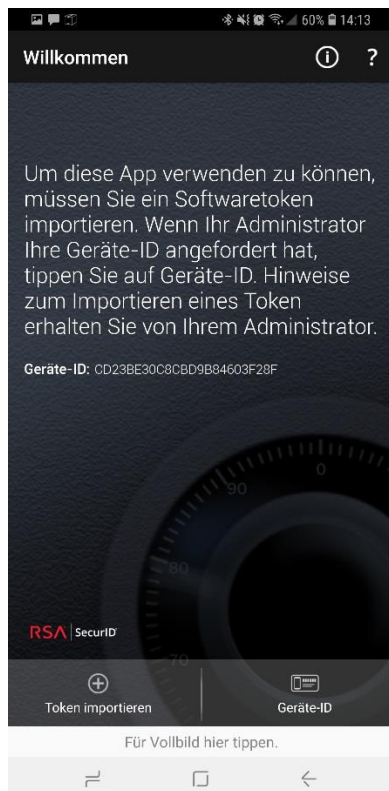 60% 14:13
Willkommen
Um diese App verwenden zu können,
müssen Sie ein Softwaretoken
importieren. Wenn Ihr Administrator
Ihre Geräte-ID angefordert hat,
tippen Sie auf Geräte-ID. Hinweise
zum Importieren eines Token
erhalten Sie von Ihrem Administrator.
Geräte-ID: CD23BE30C8CBD9B84603F28F
0
90
80
RSA SecurID
70
Token importieren
Geräte-ID
Für Vollbild hier tippen.